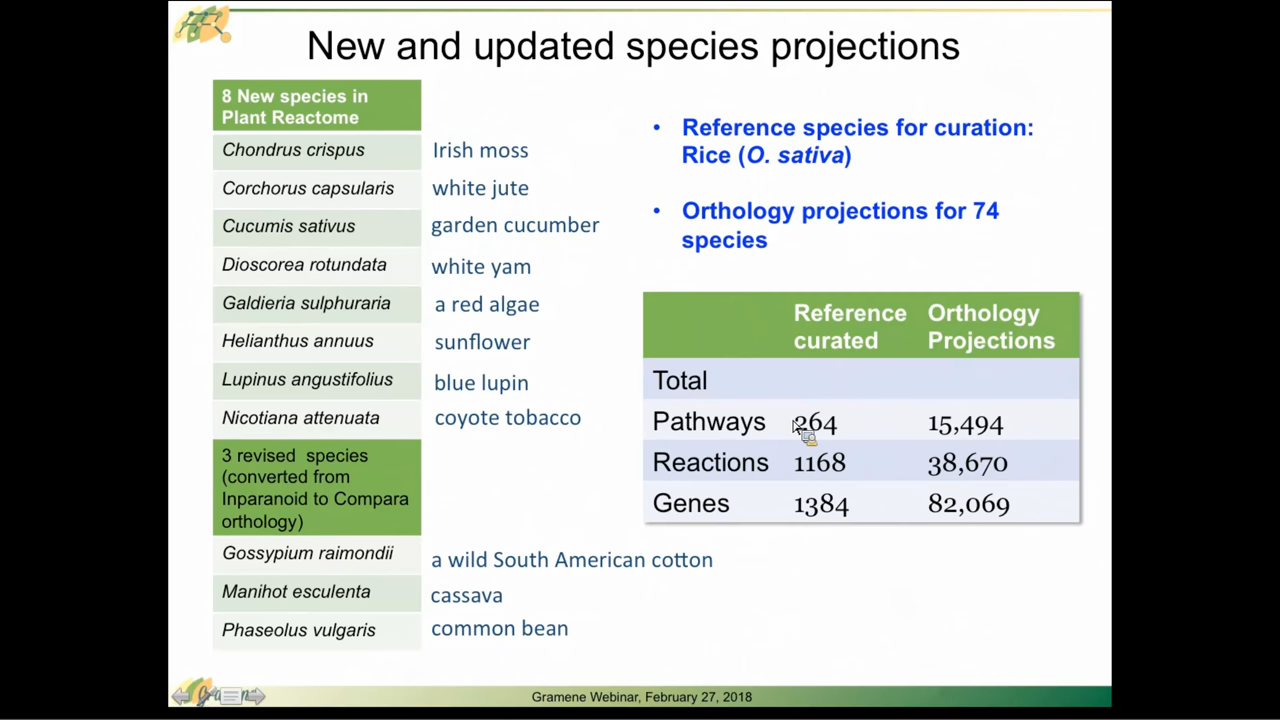 New and updated species projections
8 New species in
Plant Reactome
Chondrus crispus Irish moss
Corchorus capsularis white jute
Cucumis sativus garden cucumber
Dioscorea rotundata white yam
Galdieria sulphuraria a red algae
Helianthus annuus sunflower
Lupinus angustifolius blue lupin
Nicotiana attenuata coyote tobacco
3 revised species
(converted from
Inparanoid to Compara
orthology)
Gossypium raimondii a wild South American cotton
Manihot esculenta cassava
Phaseolus vulgaris common bean
• Reference species for curation:
Rice (O. sativa)
• Orthology projections for 74
species
Reference Orthology
curated Projections
Total
Pathways 264 15,494
Reactions 1168 38,670
Genes 1384 82,069
Gramene Webinar, February 27, 2018